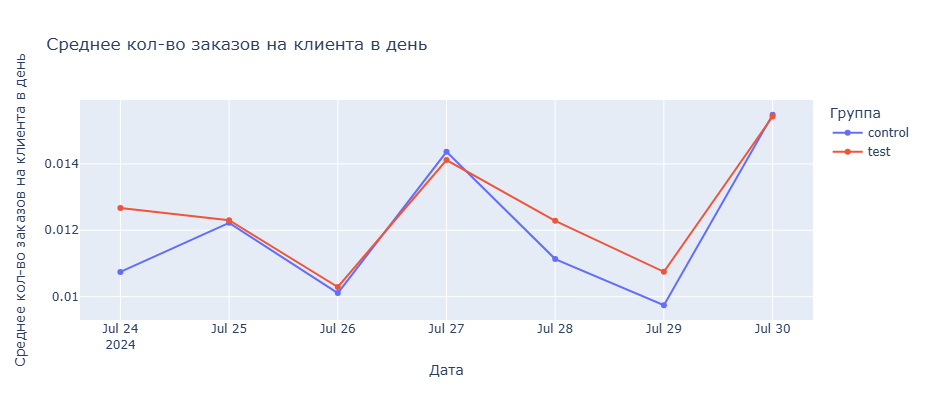 Среднее кол-во заказов на клиента в день
Среднее кол-во заказов на клиента в день
Группа
control
test
0.014
0.012
0.01
Jul 24
2024
Jul 25
Jul 26
Jul 27
Jul 28
Jul 29
Jul 30
Дата